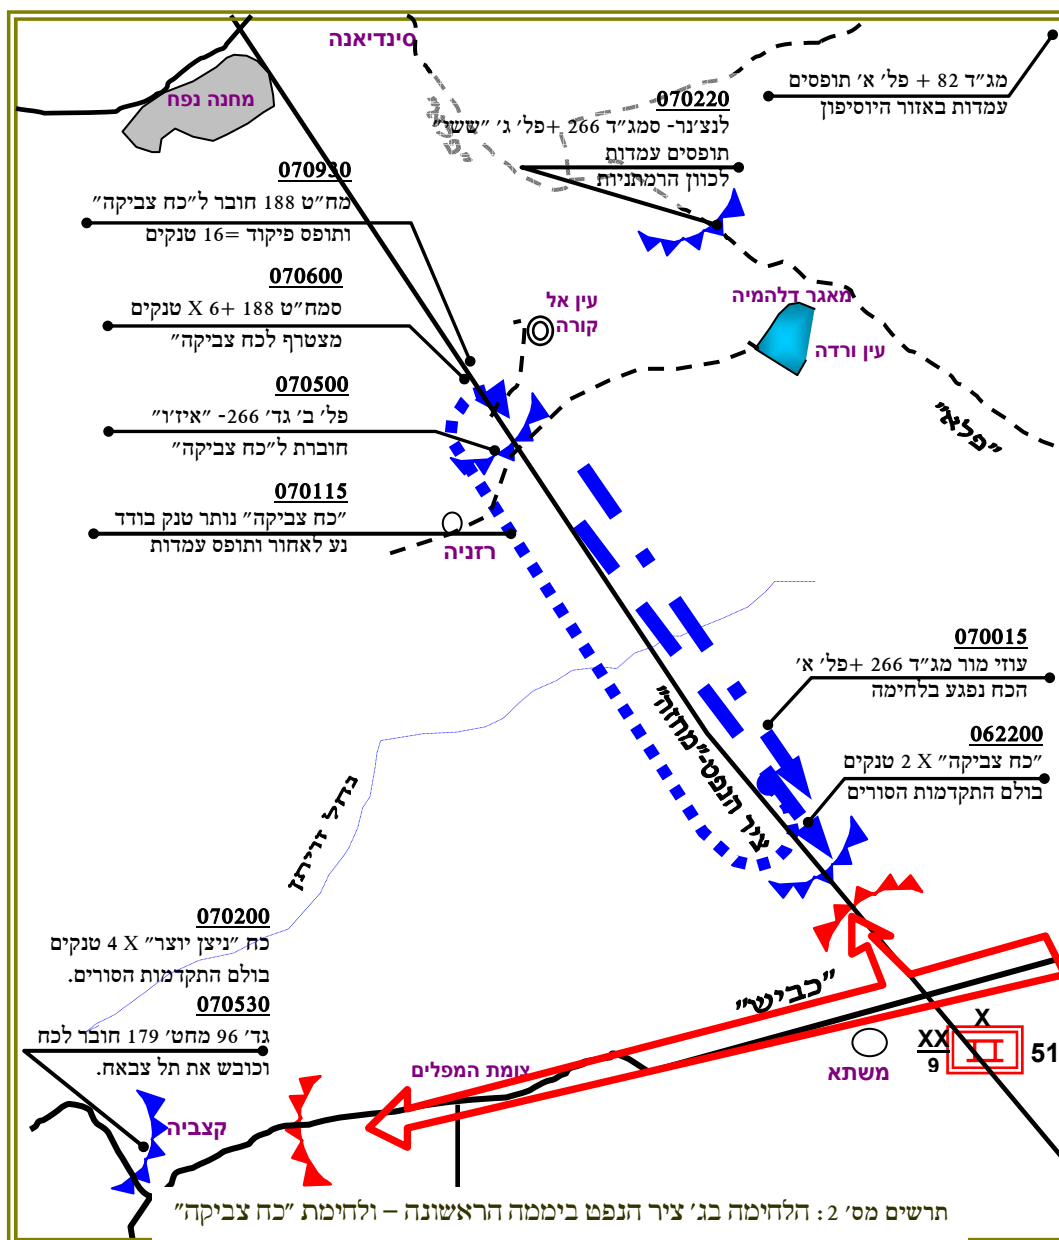 סינדיאנה
מחנה נפח
מג"ד 82 + פל' א' תופסים
עמדות באזור היוסיפון
070220
לנצ'נר- סמג"ד 266 +פל' ג' "ששי"
תופסים עמדות
לכוון הרמתניות
"פלא"
070930
מח"ט 188 חובר ל"כח צביקה"
ותופס פיקוד =16 טנקים
070600
סמח"ט 188 +6 X טנקים
מצטרף לכח צביקה"
עין אל
קורה
מאגר דלהמיה
עין ורדה
070500
פל' ב' גד' 266- "איז'ו"
חוברת ל"כח צביקה"
"פלא"
070115
"כח צביקה" נותר טנק בודד
נע לאחור ותופס עמדות
רזניה
070015
עוזי מור מג"ד 266 +פל' א'
הכח נפגע בלחימה
062200
"כח צביקה" X 2 טנקים
בולם התקדמות הסורים
ציר הנפט-"מחזה"
נחל זויתן
070200
כח "ניצן יוצר" X 4 טנקים
בולם התקדמות הסורים.
070530
גד' 96 מחט' 179 חובר לכח
וכובש את תל צבאח.
"כביש"
משתא
X
XX
9
51
צומת המפלים
קצביה
תרשים מס' 2: הלחימה בג' ציר הנפט ביממה הראשונה – ולחימת "כח צביקה"